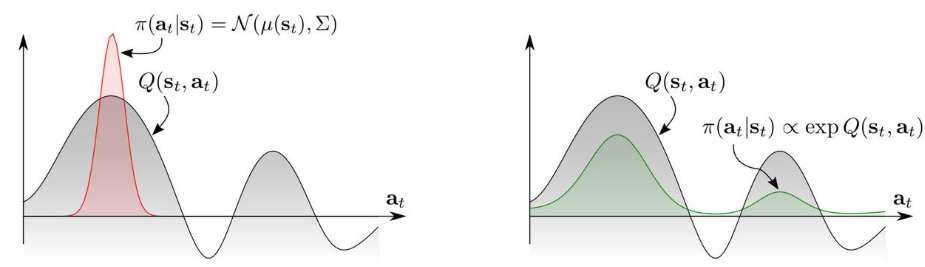 π(a_t|s_t) = 𝒩(μ(s_t), Σ)
Q(s_t, a_t)
a_t
Q(s_t, a_t)
π(a_t|s_t) ∝ exp Q(s_t, a_t)
a_t